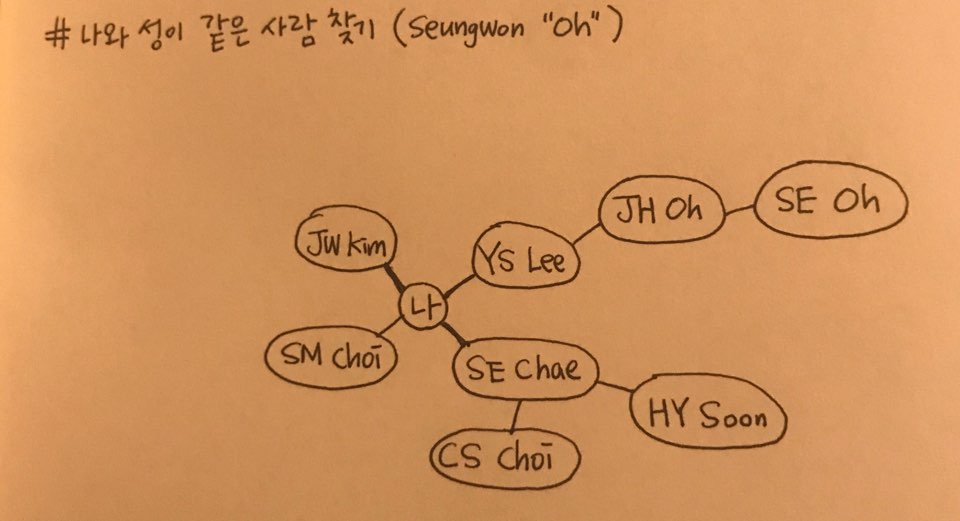 # 나와 성이 같은 사람 찾기 (Seungwon "Oh")
JH Oh
SE Oh
JW Kim
YS Lee
나
SM Choi
SE Chae
HY Soon
CS Choi